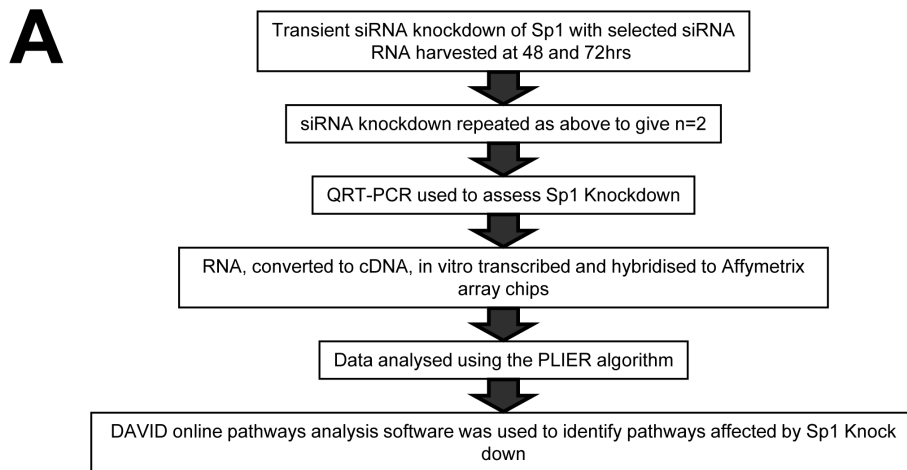 A
Transient siRNA knockdown of Sp1 with selected siRNA
RNA harvested at 48 and 72hrs
siRNA knockdown repeated as above to give n=2
QRT-PCR used to assess Sp1 Knockdown
RNA, converted to cDNA, in vitro transcribed and hybridised to Affymetrix
array chips
Data analysed using the PLIER algorithm
DAVID online pathways analysis software was used to identify pathways affected by Sp1 Knock
down